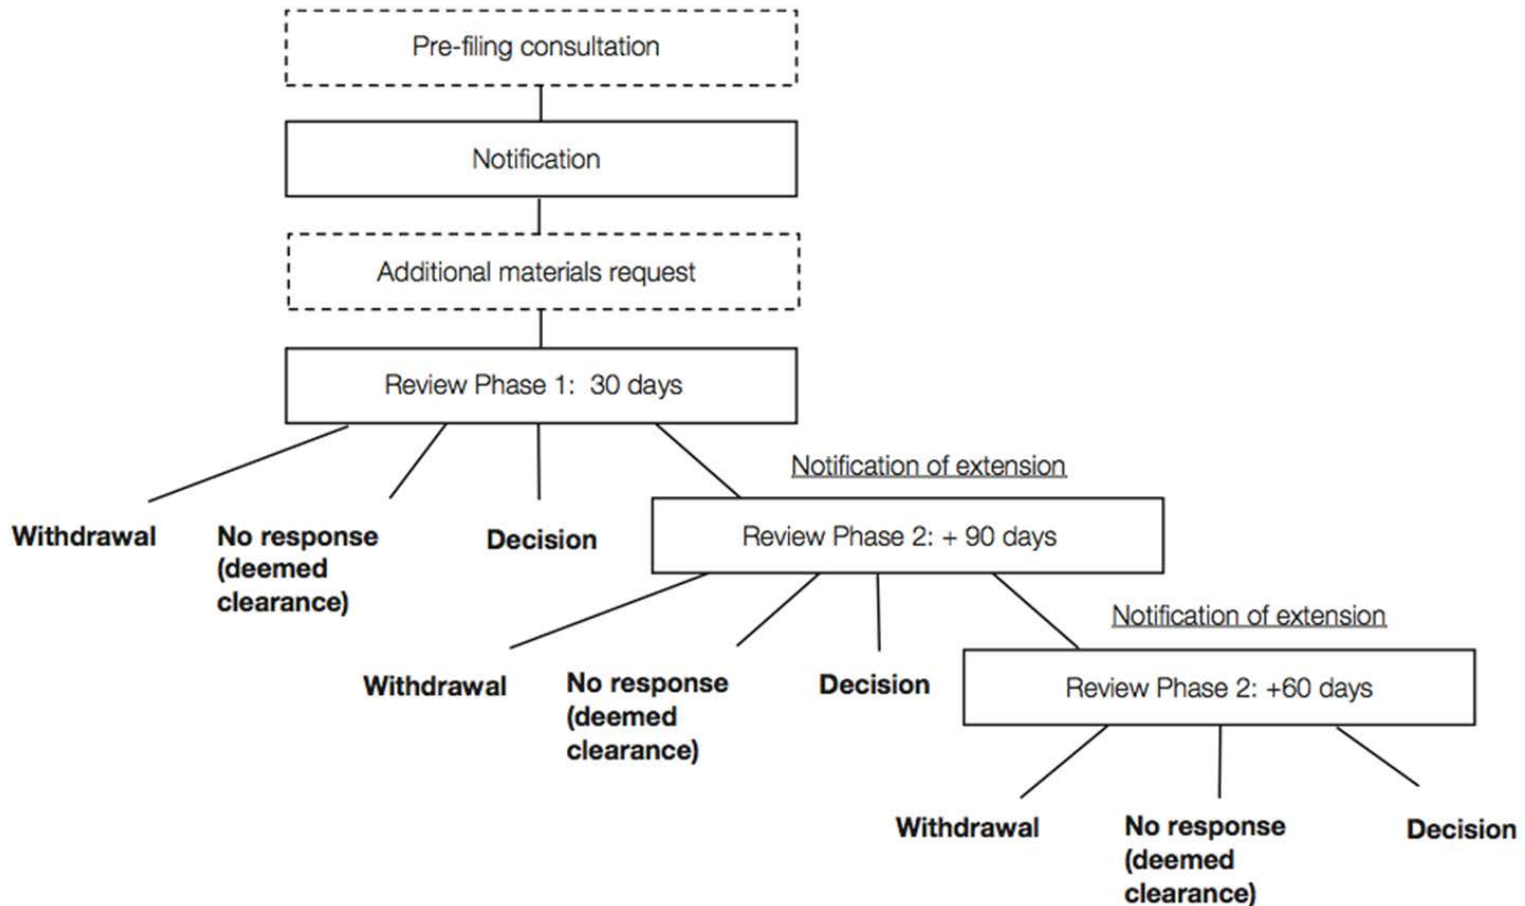 Pre-filing consultation
Notification
Additional materials request
Review Phase 1: 30 days
Notification of extension
Withdrawal
No response
(deemed
clearance)
Decision
Review Phase 2: + 90 days
Notification of extension
Withdrawal
No response
(deemed
clearance)
Decision
Review Phase 2: +60 days
Withdrawal
No response
(deemed
clearance)
Decision